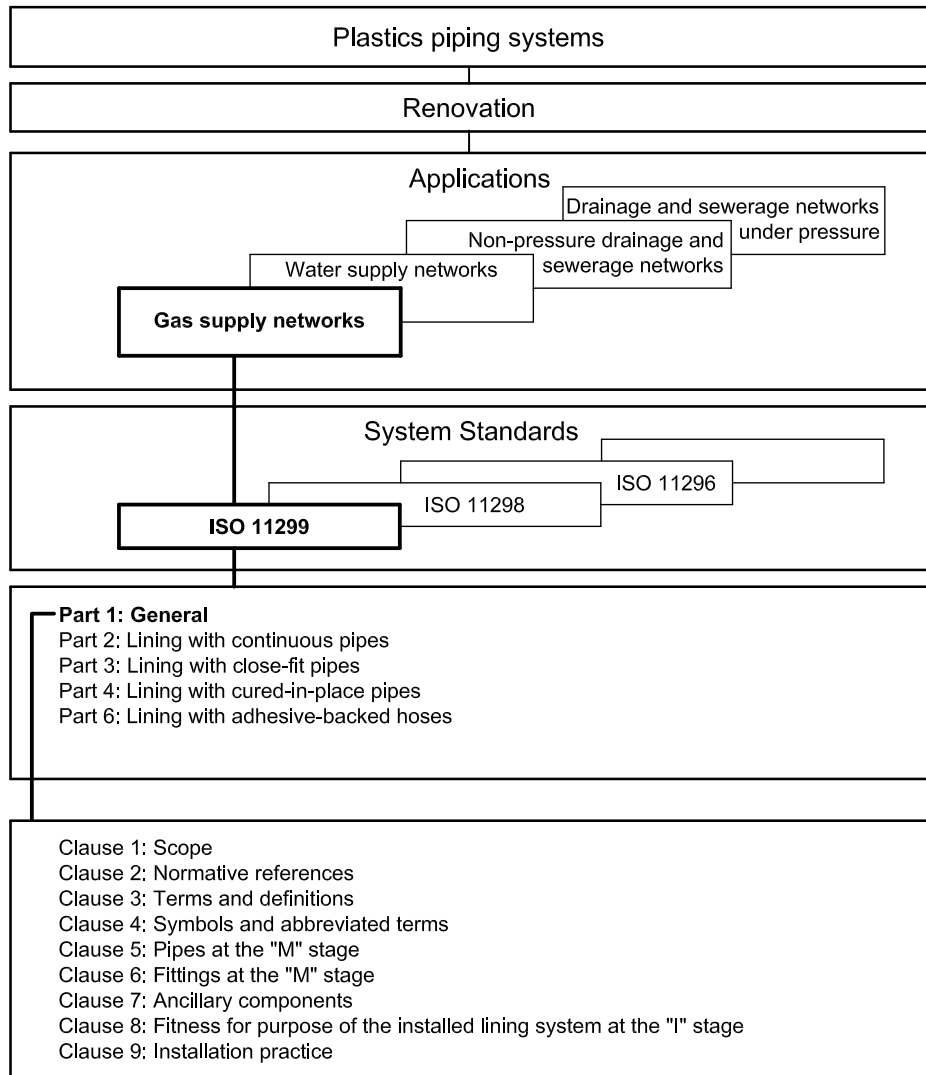 Plastics piping systems
Renovation
Applications
Drainage and sewerage networks
under pressure
Non-pressure drainage and
sewerage networks
Water supply networks
Gas supply networks
System Standards
ISO 11296
ISO 11298
ISO 11299
Part 1: General
Part 2: Lining with continuous pipes
Part 3: Lining with close-fit pipes
Part 4: Lining with cured-in-place pipes
Part 6: Lining with adhesive-backed hoses
Clause 1: Scope
Clause 2: Normative references
Clause 3: Terms and definitions
Clause 4: Symbols and abbreviated terms
Clause 5: Pipes at the "M" stage
Clause 6: Fittings at the "M" stage
Clause 7: Ancillary components
Clause 8: Fitness for purpose of the installed lining system at the "I" stage
Clause 9: Installation practice